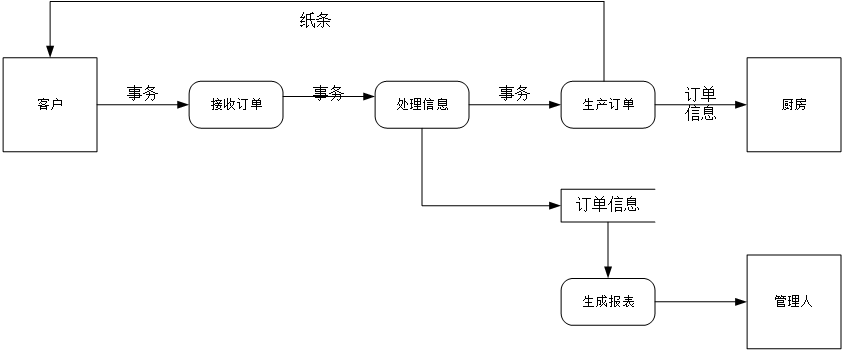 纸条
客户
事务
接收订单
事务
处理信息
事务
生产订单
订单
信息
厨房
订单信息
生成报表
管理人